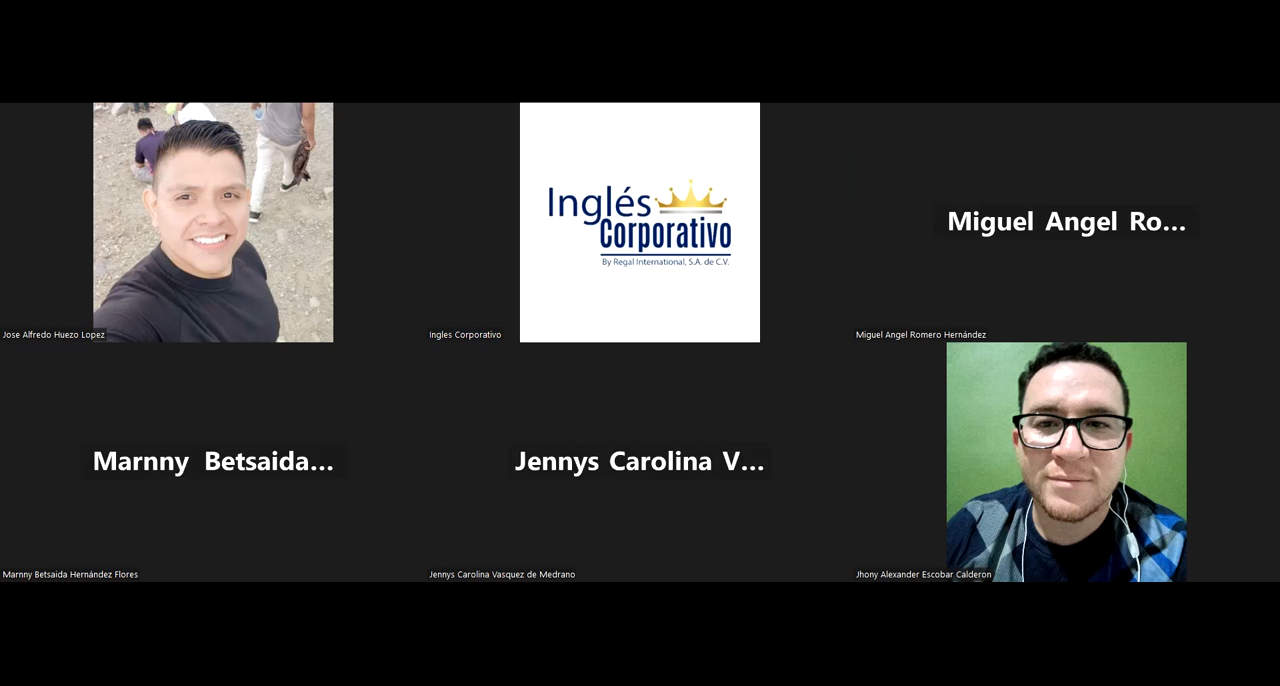 Inglés
Corporativo
By Regal International, S.A. de C.V.
Miguel Angel Ro...
Jose Alfredo Huezo Lopez
Ingles Corporativo
Miguel Angel Romero Hernández
Marnny Betsaida...
Jennys Carolina V...
Marnny Betsaida Hernández Flores
Jennys Carolina Vasquez de Medrano
Jhony Alexander Escobar Calderon